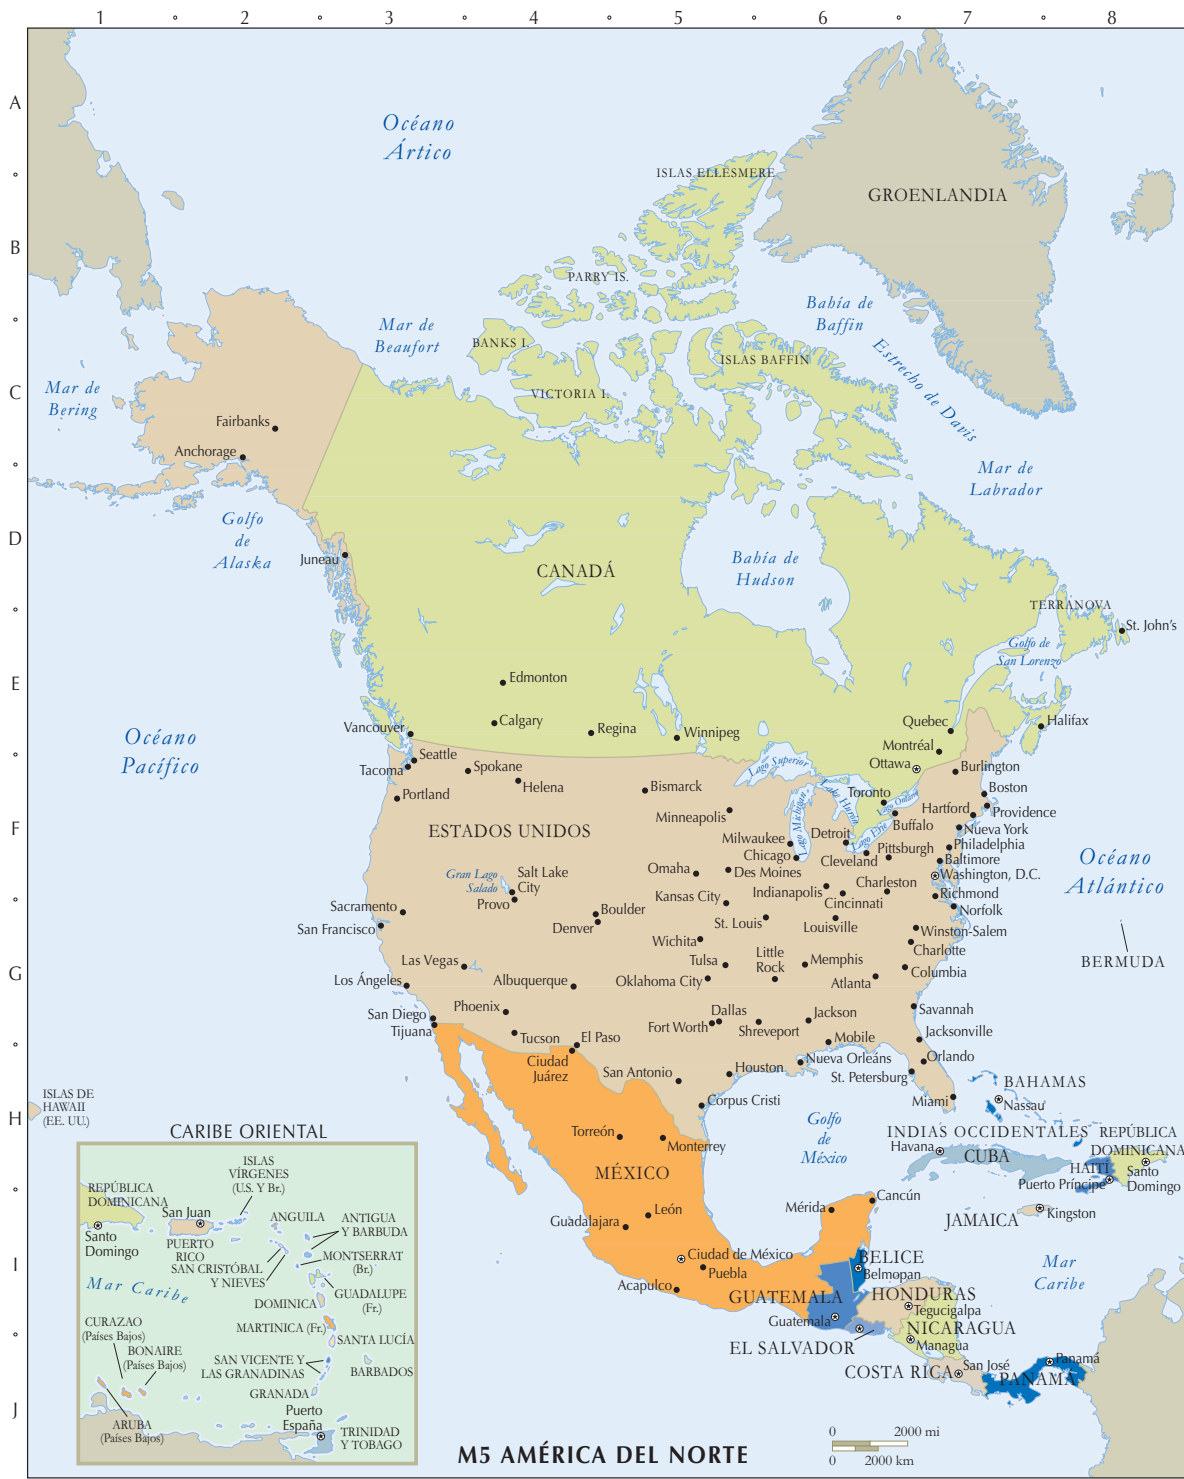 1 2 3 4 5 6 7 8
A
B
C
D
E
F
G
H
I
J
Océano
Ártico
ISLAS ELLESMERE
GROENLANDIA
PARRY IS.
Bahía de
Baffin
Mar de
Beaufort
BANKS I.
ISLAS BAFFIN
Estrecho de Davis
VICTORIA I.
Mar de
Bering
Fairbanks
Anchorage
Mar de
Labrador
Golfo
de
Alaska
Juneau
CANADÁ
Bahía de
Hudson
TERRANOVA
St. John's
Golfo de
San Lorenzo
Edmonton
Calgary
Regina
Winnipeg
Vancouver
Quebec
Halifax
Montréal
Ottawa
Océano
Pacífico
Seattle
Tacoma
Spokane
Helena
Portland
Bismarck
Minneapolis
Lago Superior
Lago Michigan
Lake Hurón
Lago Ontario
Lago Erie
Toronto
Burlington
Boston
Hartford
Providence
Buffalo
Nueva York
ESTADOS UNIDOS
Milwaukee
Detroit
Chicago
Cleveland
Pittsburgh
Philadelphia
Baltimore
Washington, D.C.
Océano
Atlántico
Gran Lago
Salado
Salt Lake
City
Provo
Omaha
Des Moines
Indianapolis
Charleston
Cincinnati
Richmond
Norfolk
Kansas City
Sacramento
San Francisco
Boulder
Denver
St. Louis
Louisville
Winston-Salem
Charlotte
Wichita
Las Vegas
Tulsa
Little
Rock
Memphis
Columbia
BERMUDA
Los Ángeles
Albuquerque
Oklahoma City
Atlanta
Phoenix
San Diego
Tijuana
Tucson
El Paso
Ciudad
Juárez
Fort Worth
Dallas
Shreveport
Jackson
Savannah
Jacksonville
Mobile
Nueva Orleáns
Orlando
San Antonio
Houston
St. Petersburg
Corpus Cristi
Miami
BAHAMAS
Nassau
ISLAS DE
HAWAII
(EE. UU.)
Golfo
de
México
Torreón
Monterrey
MÉXICO
INDIAS OCCIDENTALES
Havana
CUBA
REPÚBLICA
DOMINICANA
HAITÍ
Puerto Príncipe
Santo
Domingo
JAMAICA
Kingston
Cancún
Mérida
León
Guadalajara
Ciudad de México
Puebla
Acapulco
BELICE
Belmopan
GUATEMALA
Guatemala
HONDURAS
Tegucigalpa
Mar
Caribe
EL SALVADOR
NICARAGUA
Managua
COSTA RICA
San José
Panamá
PANAMÁ
CARIBE ORIENTAL
ISLAS
VÍRGENES
(U.S. Y Br.)
REPÚBLICA
DOMINICANA
Santo
Domingo
San Juan
PUERTO
RICO
ANGUILA
ANTIGUA
Y BARBUDA
SAN CRISTÓBAL
Y NIEVES
MONTSERRAT
(Br.)
Mar Caribe
GUADALUPE
(Fr.)
DOMINICA
MARTINICA (Fr.)
SANTA LUCÍA
CURAZAO
(Países Bajos)
BONAIRE
(Países Bajos)
SAN VICENTE Y
LAS GRANADINAS
BARBADOS
GRANADA
Puerto
España
ARUBA
(Países Bajos)
TRINIDAD
Y TOBAGO
M5 AMÉRICA DEL NORTE
0 2000 mi
0 2000 km